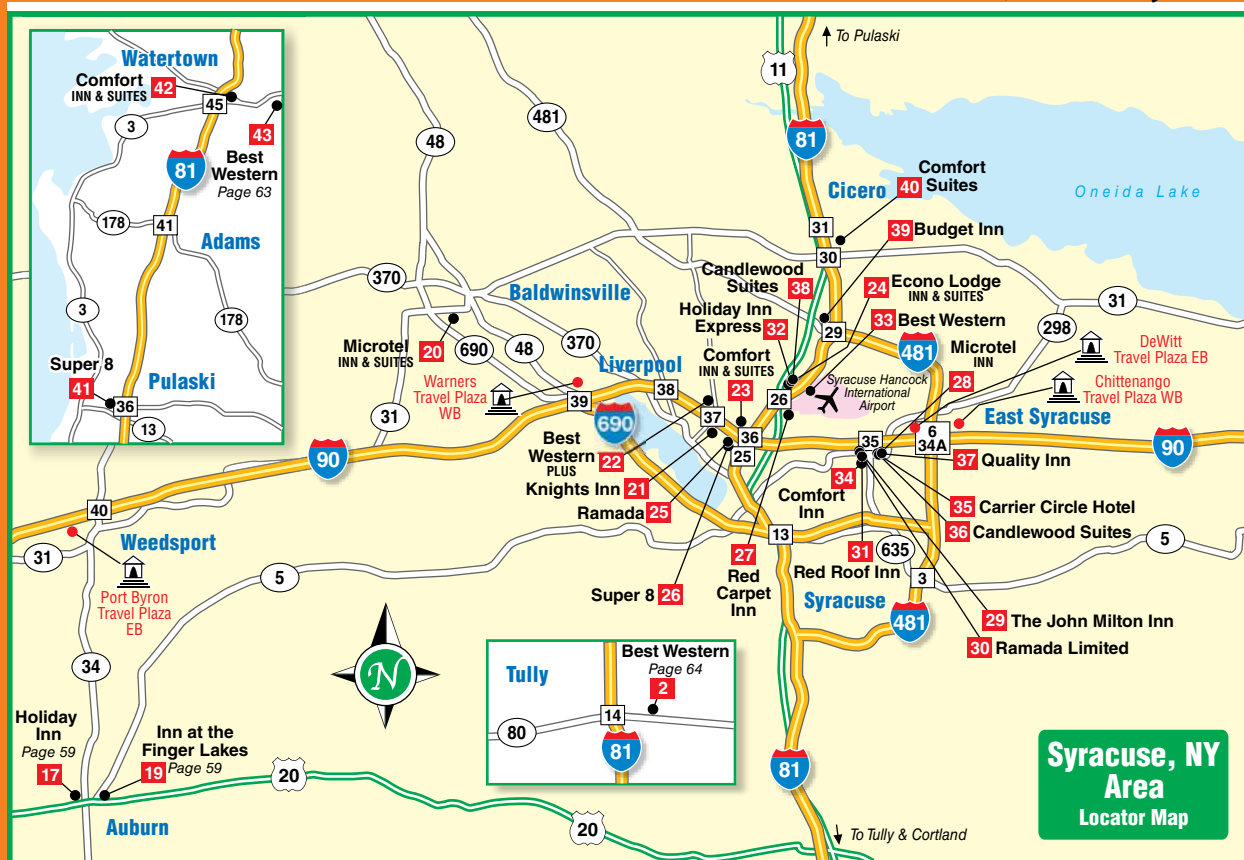 To Pulaski
11
81
481
48
Watertown
Comfort
INN & SUITES
42
45
3
43
Best
Western
Page 63
81
178
41
Adams
3
178
Super 8
41
Pulaski
36
13
Cicero
Comfort
Suites
40
Oneida Lake
31
39
Budget Inn
30
Candlewood
Suites
38
24
Econo Lodge
INN & SUITES
370
Baldwinsville
31
Holiday Inn
Express
32
33
Best Western
29
298
Microtel
INN & SUITES
20
690
48
370
Liverpool
Comfort
INN & SUITES
23
481
Microtel
INN
28
DeWitt
Travel Plaza EB
Chittenango
Travel Plaza WB
Warners
Travel Plaza
WB
39
38
26
Syracuse Hancock
International
Airport
31
690
37
East Syracuse
36
25
35
6
34A
90
90
Best
Western
PLUS
22
37
Quality Inn
Knights Inn
21
34
Comfort
Inn
Ramada
25
35
Carrier Circle Hotel
36
Candlewood Suites
40
Weedsport
31
13
5
Port Byron
Travel Plaza
EB
5
27
Red
Carpet
Inn
31
Red Roof Inn
635
3
Super 8
26
Syracuse
481
29
The John Milton Inn
30
Ramada Limited
34
N
Tully
Best Western
Page 64
2
14
80
81
Holiday
Inn
Page 59
17
Inn at the
Finger Lakes
19
Page 59
20
81
Auburn
20
To Tully & Cortland
Syracuse, NY
Area
Locator Map